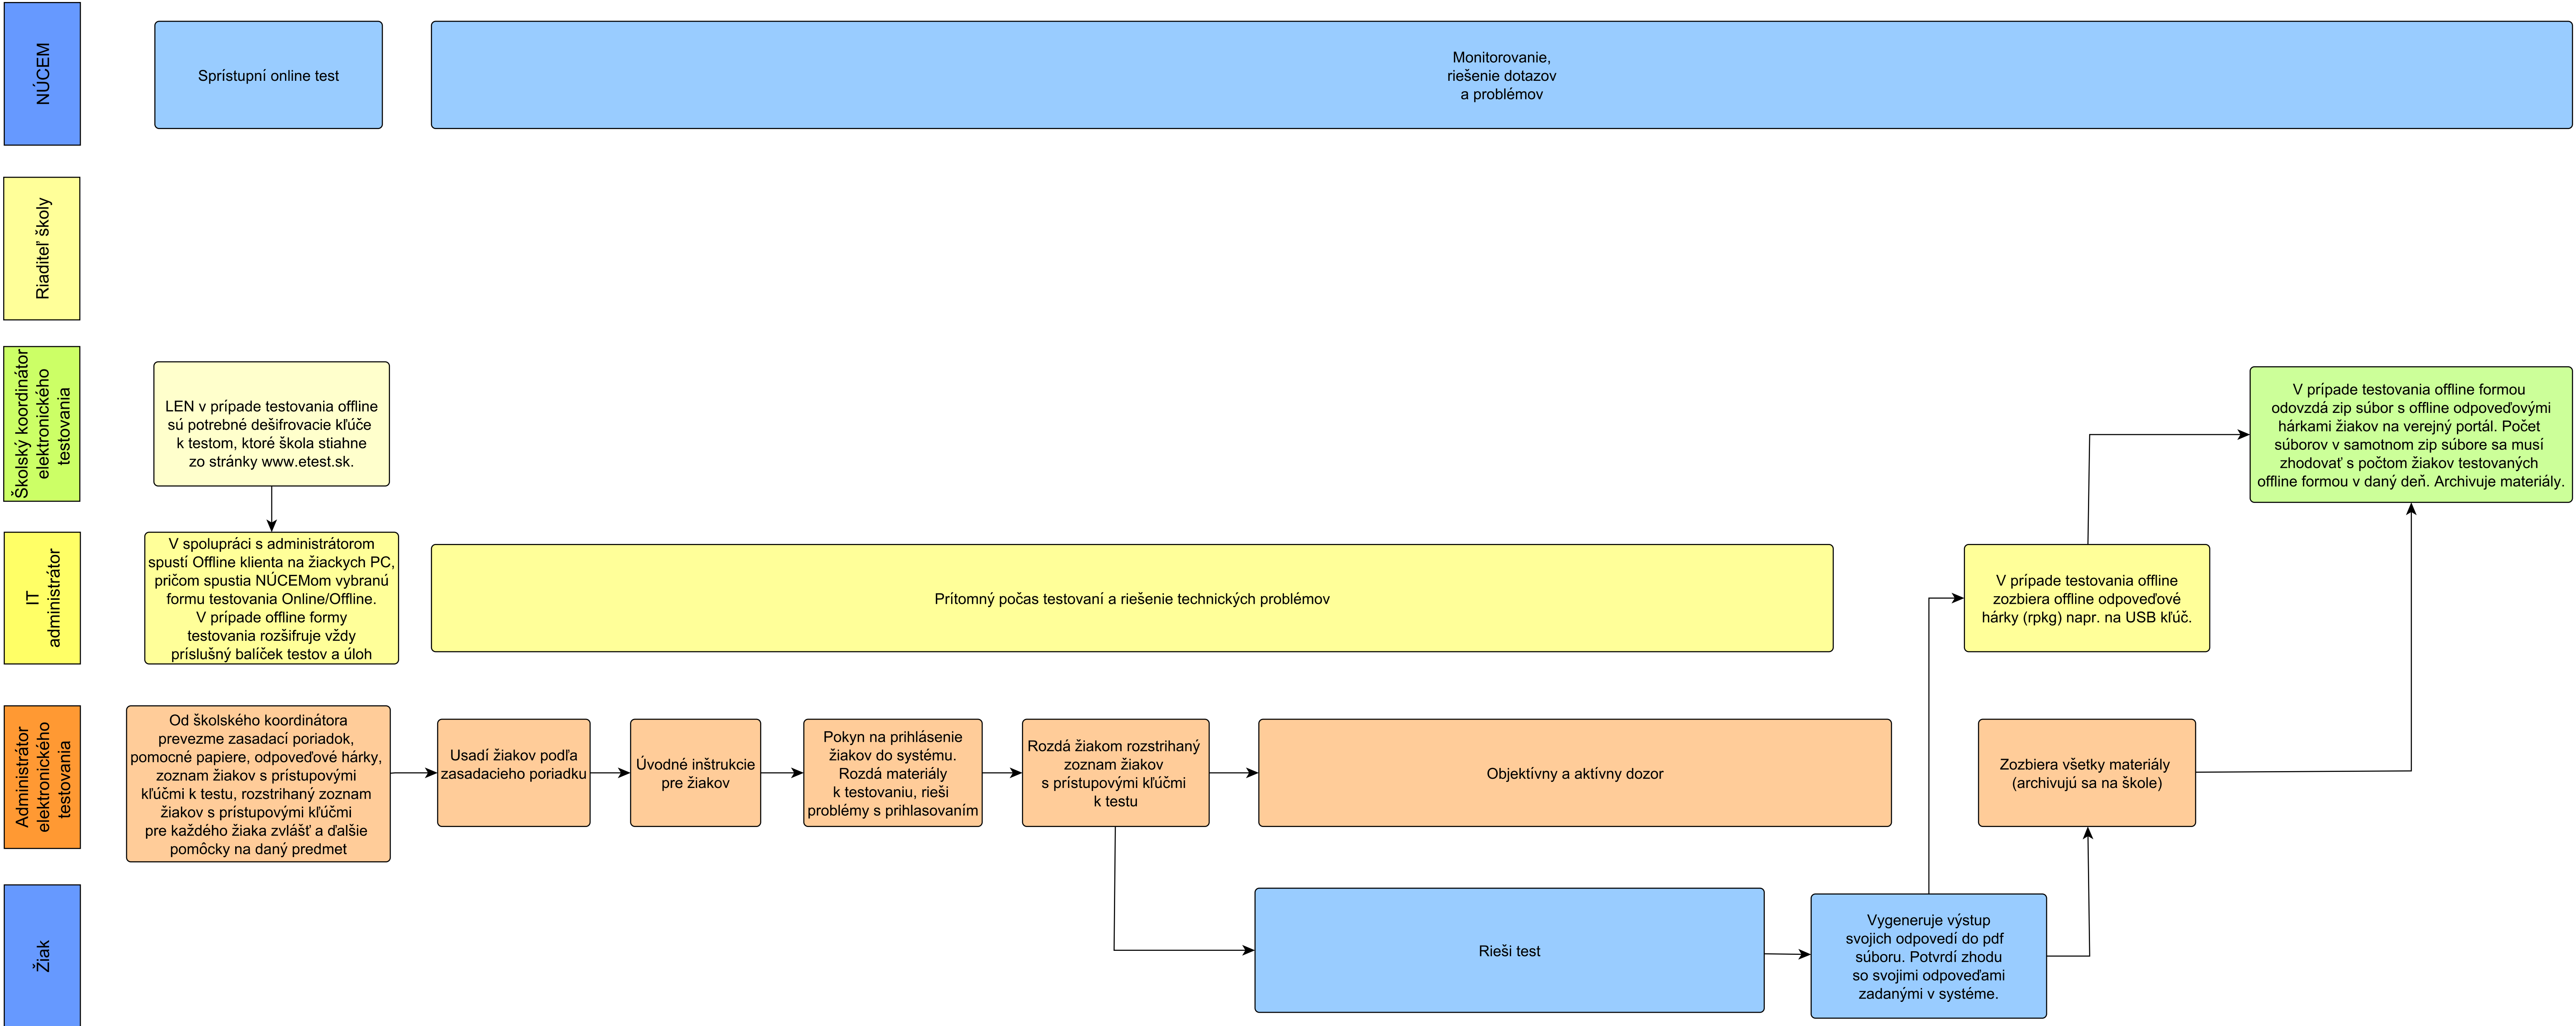 NÚCEM
Sprístupní online test
Monitorovanie,
riešenie dotazov
a problémov
Riaditeľ školy
Školský koordinátor
elektronického
testovania
LEN v prípade testovania offline
sú potrebné dešifrovacie kľúče
k testom, ktoré škola stiahne
zo stránky www.etest.sk.
V prípade testovania offline formou
odovzdá zip súbor s offline odpoveďovými
hárkami žiakov na verejný portál. Počet
súborov v samotnom zip súbore sa musí
zhodovať s počtom žiakov testovaných
offline formou v daný deň. Archivuje materiály.
IT
administrátor
V spolupráci s administrátorom
spustí Offline klienta na žiackych PC,
pričom spustia NÚCEMom vybranú
formu testovania Online/Offline.
V prípade offline formy
testovania rozšifruje vždy
príslušný balíček testov a úloh
Prítomný počas testovaní a riešenie technických problémov
V prípade testovania offline
zozbiera offline odpoveďové
hárky (rpkg) napr. na USB kľúč.
Administrátor
elektronického
testovania
Od školského koordinátora
prevezme zasadací poriadok,
pomocné papiere, odpoveďové hárky,
zoznam žiakov s prístupovými
kľúčmi k testu, rozstrihaný zoznam
žiakov s prístupovými kľúčmi
pre každého žiaka zvlášť a ďalšie
pomôcky na daný predmet
Usadí žiakov podľa
zasadacieho poriadku
Úvodné inštrukcie
pre žiakov
Pokyn na prihlásenie
žiakov do systému.
Rozdá materiály
k testovaniu, rieši
problémy s prihlasovaním
Rozdá žiakom rozstrihaný
zoznam žiakov
s prístupovými kľúčmi
k testu
Objektívny a aktívny dozor
Zozbiera všetky materiály
(archivujú sa na škole)
Žiak
Rieši test
Vygeneruje výstup
svojich odpovedí do pdf
súboru. Potvrdí zhodu
so svojimi odpoveďami
zadanými v systéme.